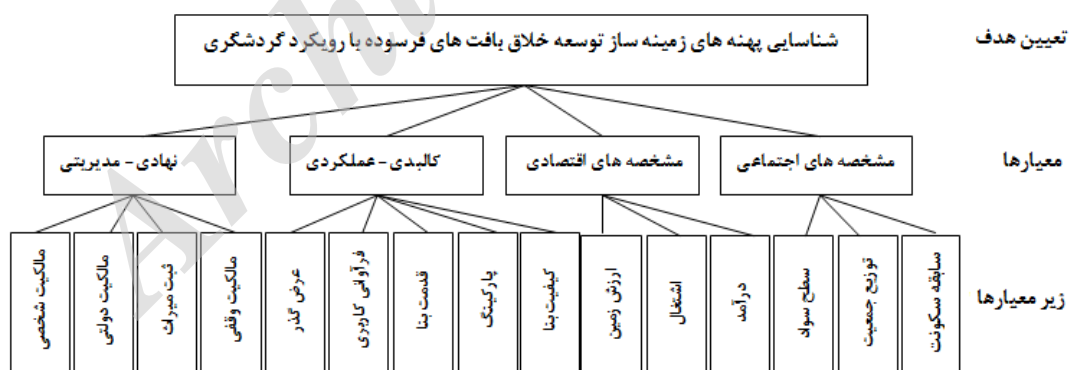 تعیین هدف
شناسایی پهنه های زمینه ساز توسعه خلاق بافت های فرسوده با رویکرد گردشگری
معیارها
مشخصه های اجتماعی
مشخصه های اقتصادی
کالبدی-عملکردی
نهادی- مدیریتی
زیر معیارها
سابقه سکونت
توزیع جمعیت
سطح سواد
درآمد
اشتغال
ارزش زمین
کیفیت بنا
پارکینگ
قدمت بنا
فرآوانی کاربری
عرض گذر
مالکیت وقفی
ثبت میراث
مالکیت دولتی
مالکیت شخصی